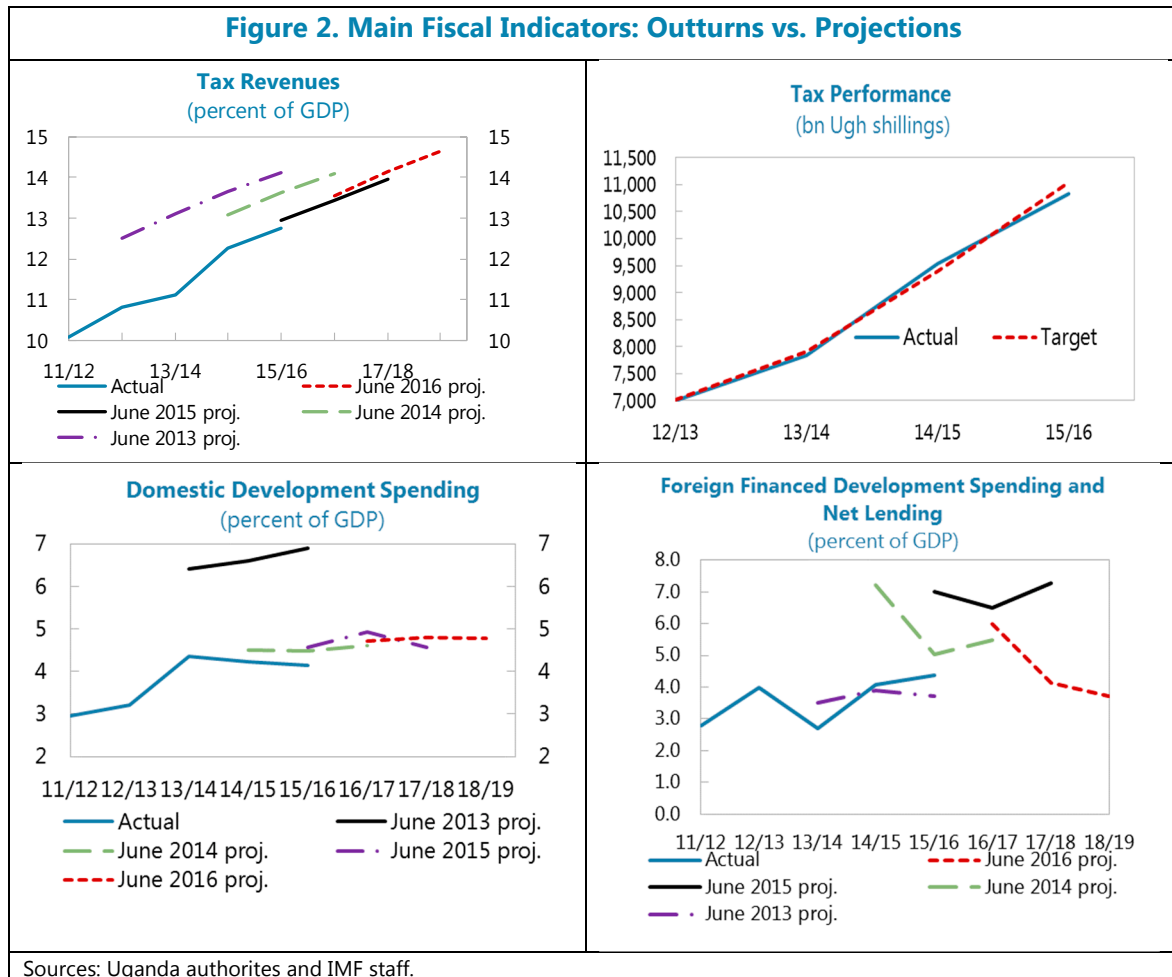 Figure 2. Main Fiscal Indicators: Outturns vs. Projections
Tax Revenues
(percent of GDP)
15 15
14 14
13 13
12 12
11 11
10 10
11/12 13/14 15/16 17/18
Actual June 2016 proj.
June 2015 proj. June 2014 proj.
June 2013 proj.
Tax Performance
(bn Ugh shillings)
11,500
11,000
10,500
10,000
9,500
9,000
8,500
8,000
7,500
7,000
Actual Target
12/13 13/14 14/15 15/16
Domestic Development Spending
(percent of GDP)
7 7
6 6
5 5
4 4
3 3
2 2
11/12 12/13 13/14 14/15 15/16 16/17 17/18 18/19
Actual June 2013 proj.
June 2014 proj. June 2015 proj.
June 2016 proj.
Foreign Financed Development Spending and
Net Lending
(percent of GDP)
8.0
7.0
6.0
5.0
4.0
3.0
2.0
1.0
0.0
11/12 12/13 13/14 14/15 15/16 16/17 17/18 18/19
Actual June 2016 proj.
June 2015 proj. June 2014 proj.
June 2013 proj.
Sources: Uganda authorites and IMF staff.